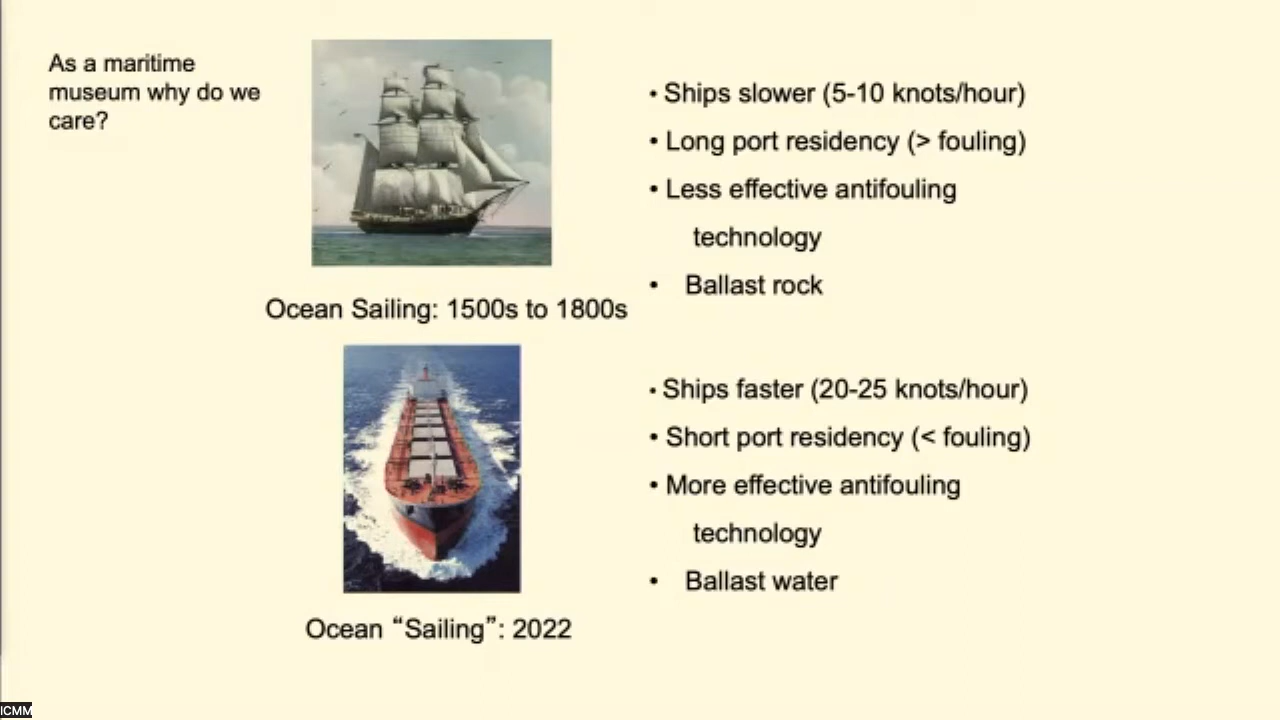 As a maritime
museum why do we
care?
• Ships slower (5-10 knots/hour)
• Long port residency (> fouling)
• Less effective antifouling
technology
• Ballast rock
Ocean Sailing: 1500s to 1800s
• Ships faster (20-25 knots/hour)
• Short port residency (< fouling)
• More effective antifouling
technology
• Ballast water
Ocean “Sailing”: 2022
ICMM